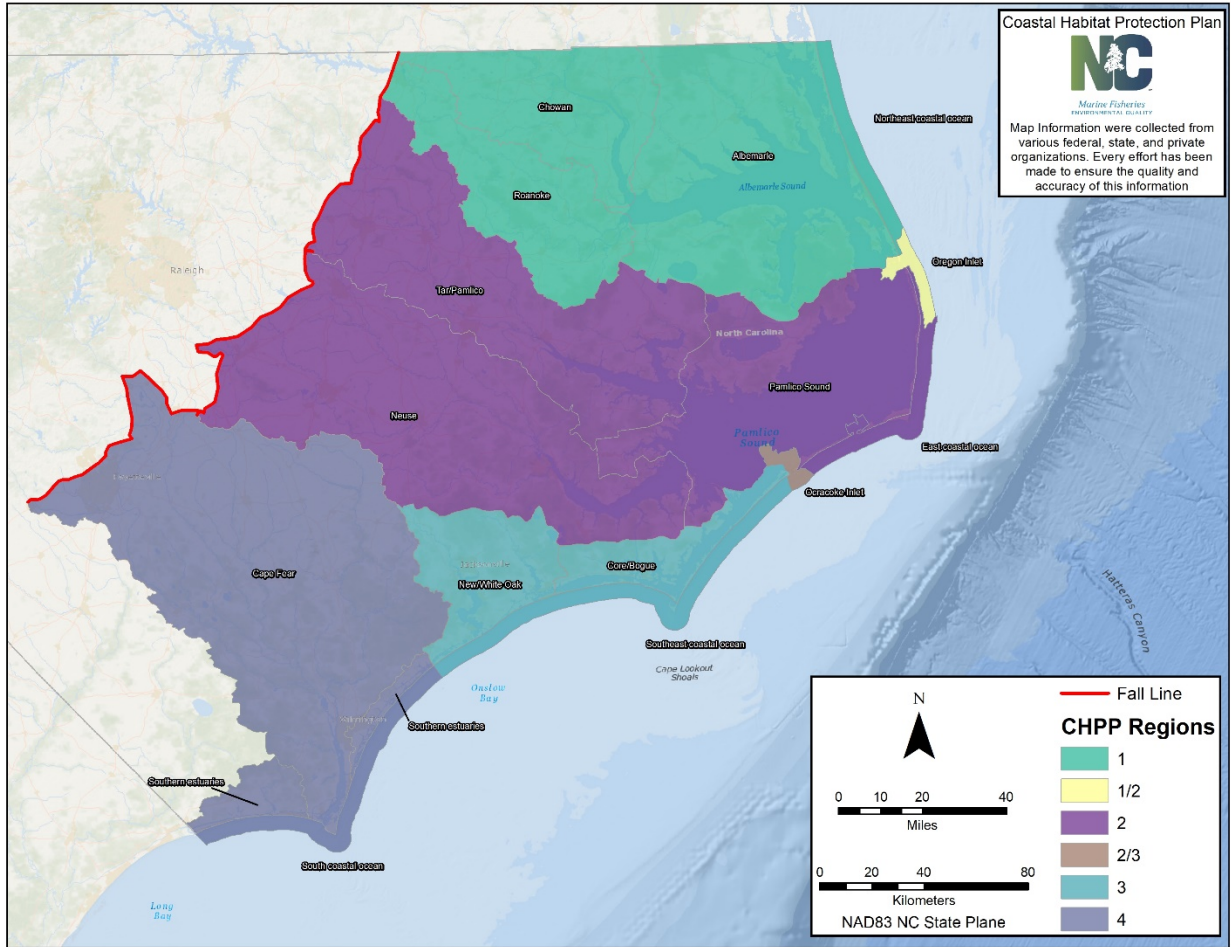 Coastal Habitat Protection Plan
NC
Marine Fisheries
ENVIRONMENTAL QUALITY
Map Information were collected from
various federal, state, and private
organizations. Every effort has been
made to ensure the quality and
accuracy of this information
Chowan
Northeast coastal ocean
Albemarle
Albemarle Sound
Roanoke
Oregon Inlet
Raleigh
Tar/Pamlico
North Carolina
Pamlico Sound
Neuse
Pamlico
Sound
East coastal ocean
Ocracoke Inlet
Core/Bogue
Cape Fear
New/White Oak
Hatteras
Canyon
Southeast coastal ocean
Cape Lookout
Shoals
Onslow
Bay
Southern estuaries
Southern estuaries
South coastal ocean
Long
Bay
N
0 10 20 40
Miles
0 20 40 80
Kilometers
NAD83 NC State Plane
Fall Line
CHPP Regions
1
1/2
2
2/3
3
4